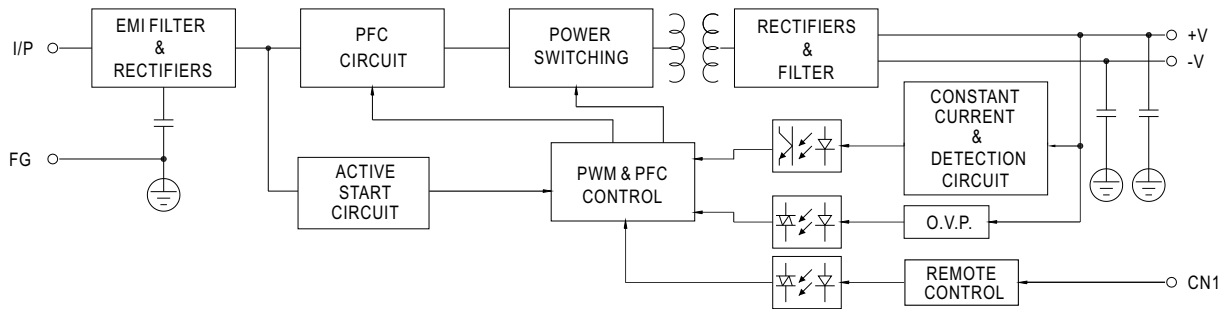 I/P
EMI FILTER
&
RECTIFIERS
PFC
CIRCUIT
POWER
SWITCHING
RECTIFIERS
&
FILTER
+V
-V
CONSTANT
CURRENT
&
DETECTION
CIRCUIT
FG
ACTIVE
START
CIRCUIT
PWM & PFC
CONTROL
O.V.P.
REMOTE
CONTROL
CN1